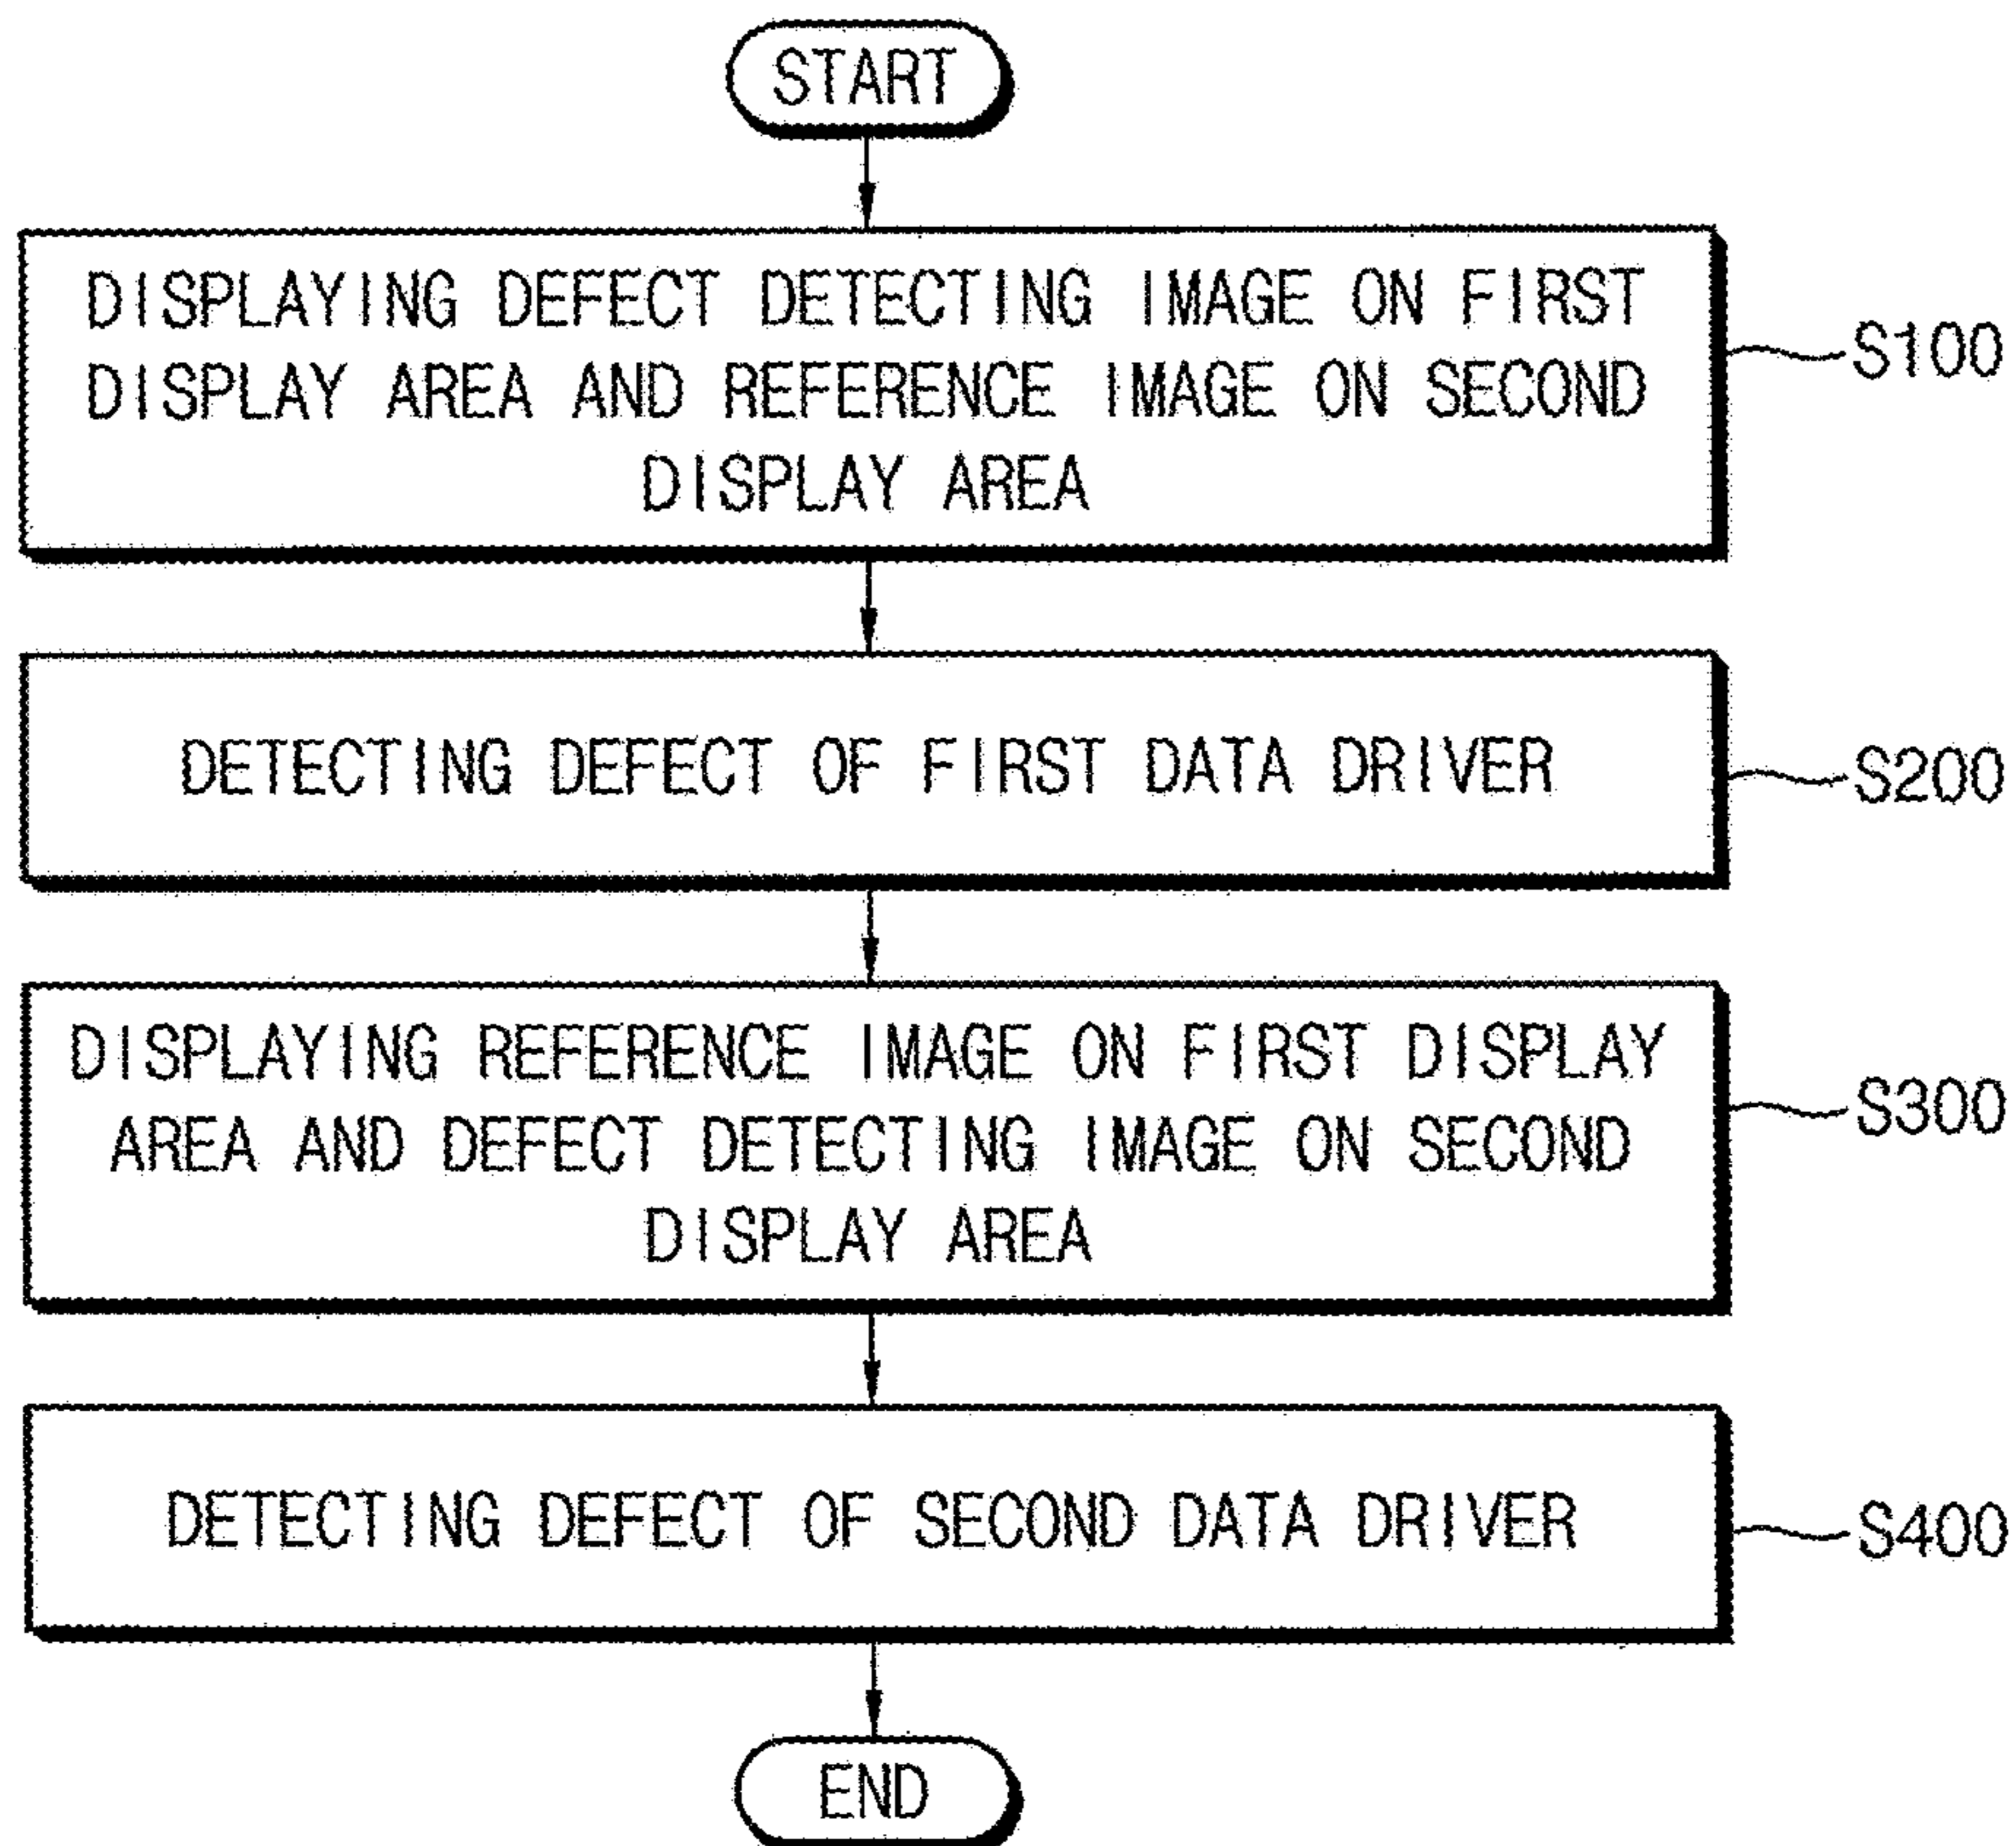 START
DISPLAYING DEFECT DETECTING IMAGE ON FIRST
DISPLAY AREA AND REFERENCE IMAGE ON SECOND
DISPLAY AREA
S100
DETECTING DEFECT OF FIRST DATA DRIVER
S200
DISPLAYING REFERENCE IMAGE ON FIRST DISPLAY
AREA AND DEFECT DETECTING IMAGE ON SECOND
DISPLAY AREA
S300
DETECTING DEFECT OF SECOND DATA DRIVER
S400
END